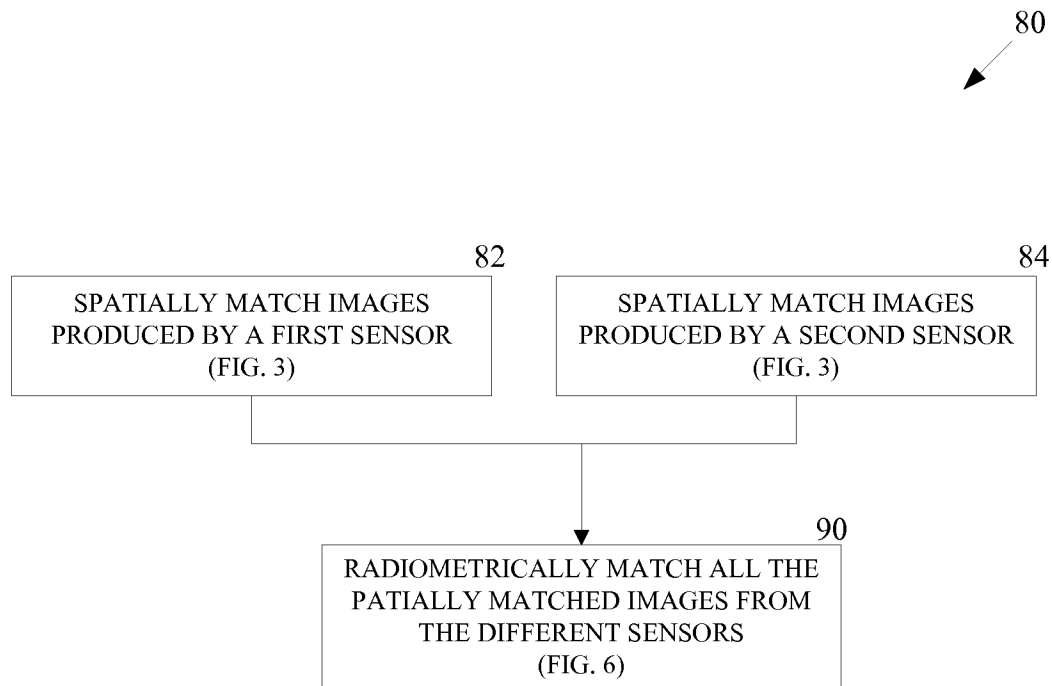 80
82
SPATIALLY MATCH IMAGES
PRODUCED BY A FIRST SENSOR
(FIG. 3)
84
SPATIALLY MATCH IMAGES
PRODUCED BY A SECOND SENSOR
(FIG. 3)
90
RADIOMETRICALLY MATCH ALL THE
PATIALLY MATCHED IMAGES FROM
THE DIFFERENT SENSORS
(FIG. 6)